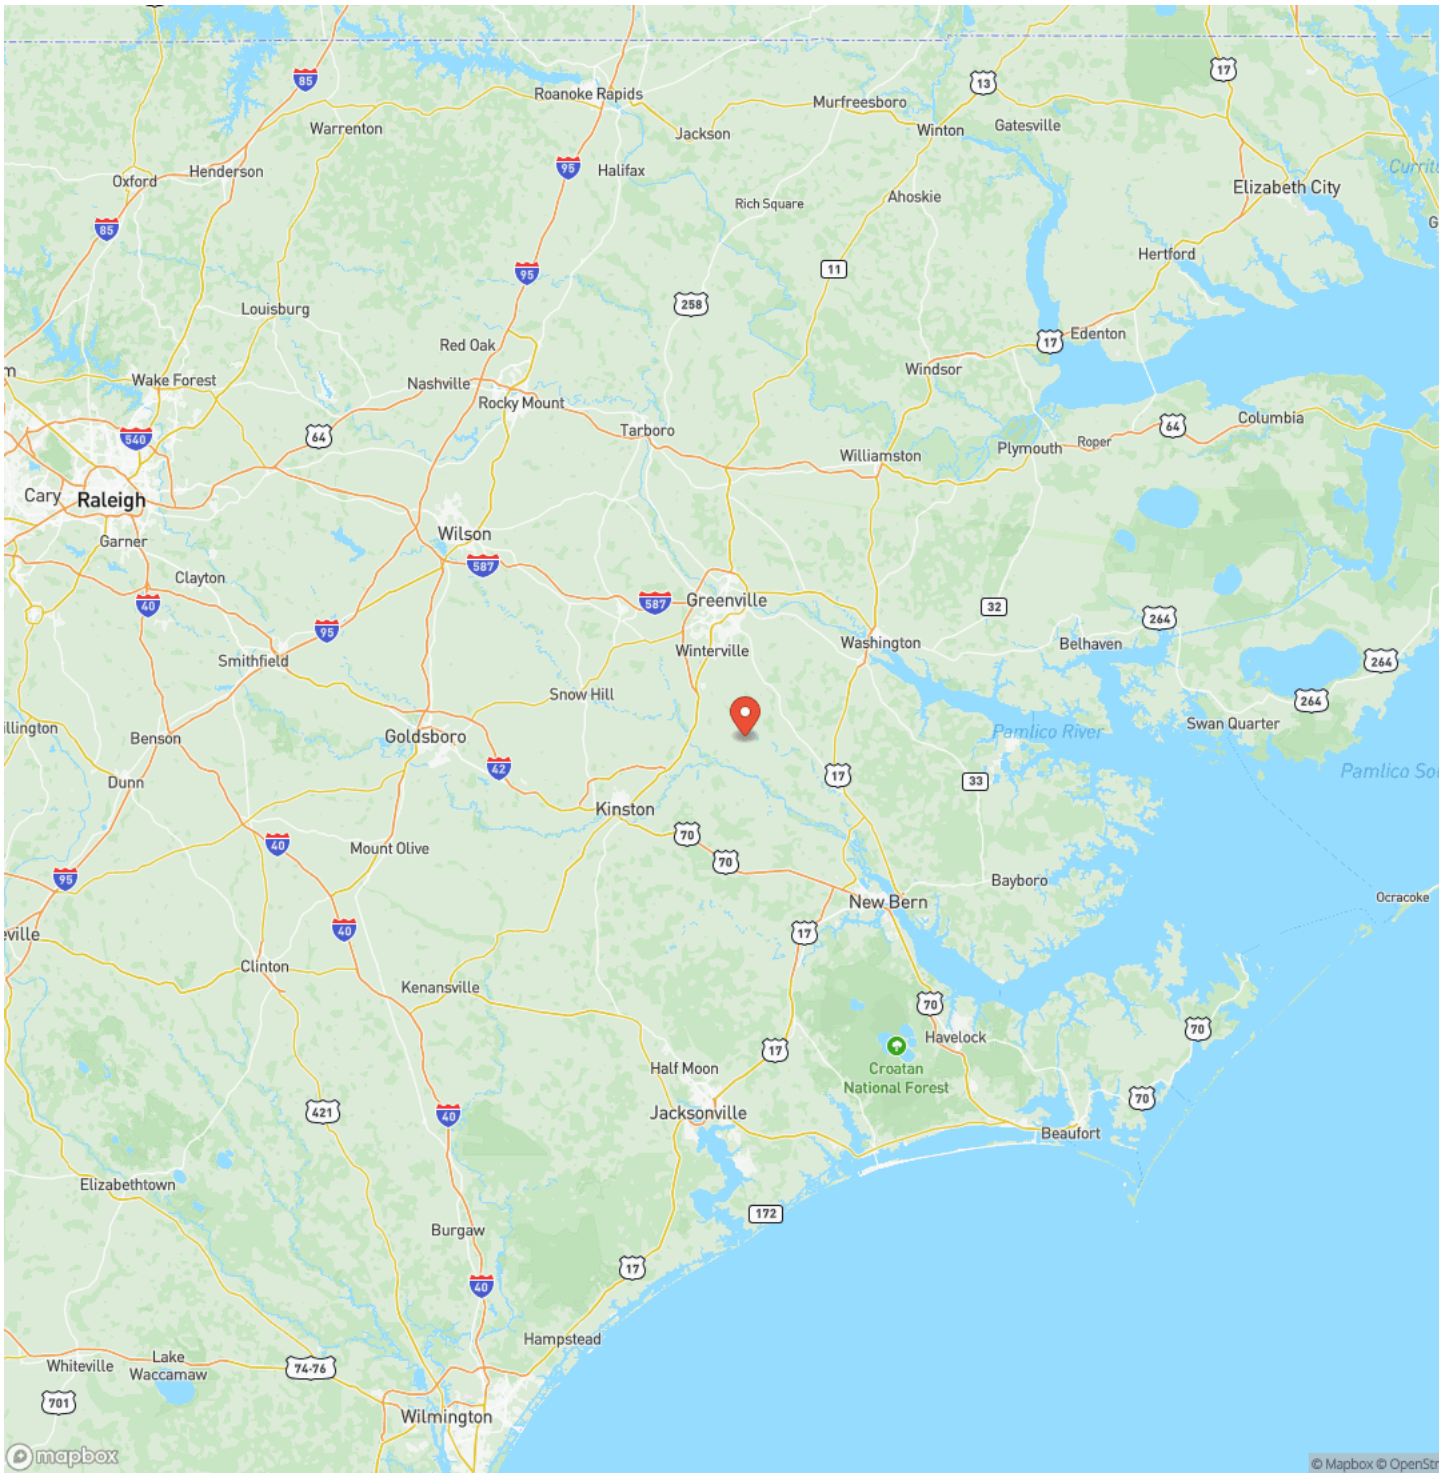 85
Roanoke Rapids
13
17
Murfreesboro
Warrenton
Jackson
Winton
Gatesville
95
Henderson
Halifax
Oxford
Curritu
Elizabeth City
Ahoskie
Rich Square
85
G
Hertford
95
11
258
Louisburg
Edenton
17
Red Oak
m
Windsor
Wake Forest
Nashville
Rocky Mount
Columbia
64
540
64
Tarboro
Roper
Plymouth
Williamston
Cary
Raleigh
Wilson
Garner
587
Clayton
40
587
Greenville
32
264
95
Washington
Belhaven
Winterville
Smithfield
264
Snow Hill
264
illington
Swan Quarter
Pamlico River
Benson
Goldsboro
42
Pamlico So
17
33
Dunn
Kinston
70
40
Mount Olive
70
95
Bayboro
Ocracoke
New Bern
40
17
eville
Clinton
Kenansville
70
70
Havelock
17
Half Moon
Croatan
National Forest
70
421
40
Jacksonville
Beaufort
Elizabethtown
172
Burgaw
17
40
Hampstead
Lake
Waccamaw
Whiteville
74-76
701
Wilmington
mapbox
© Mapbox © OpenStr